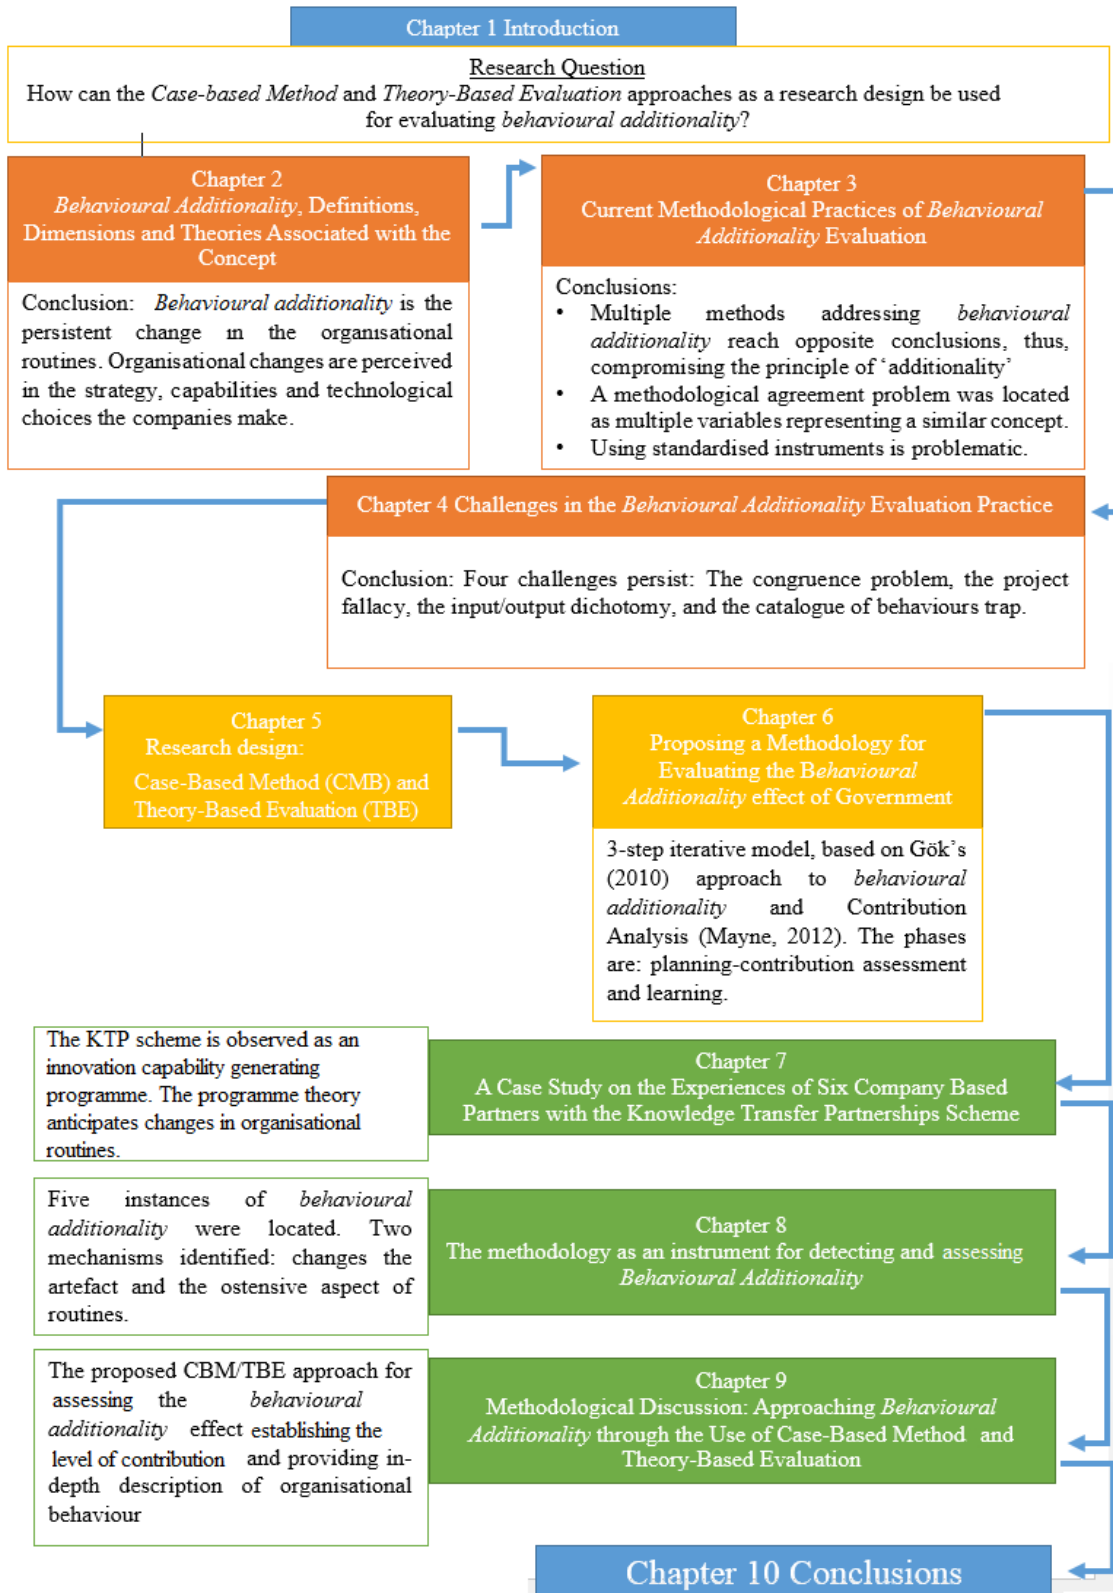 Chapter 1 Introduction
Research Question
How can the Case-based Method and Theory-Based Evaluation approaches as a research design be used
for evaluating behavioural additionality?
Chapter 2
Behavioural Additionality, Definitions,
Dimensions and Theories Associated with the
Concept
Conclusion: Behavioural additionality is the
persistent change in the organisational
routines. Organisational changes are perceived
in the strategy, capabilities and technological
choices the companies make.
Chapter 3
Current Methodological Practices of Behavioural
Additionality Evaluation
Conclusions:
• Multiple methods addressing behavioural
additionality reach opposite conclusions, thus,
compromising the principle of ‘additionality’
• A methodological agreement problem was located
as multiple variables representing a similar concept.
• Using standardised instruments is problematic.
Chapter 4 Challenges in the Behavioural Additionality Evaluation Practice
Conclusion: Four challenges persist: The congruence problem, the project
fallacy, the input/output dichotomy, and the catalogue of behaviours trap.
Chapter 5
Research design:
Case-Based Method (CMB) and
Theory-Based Evaluation (TBE)
Chapter 6
Proposing a Methodology for
Evaluating the Behavioural
Additionality effect of Government
3-step iterative model, based on Gök’s
(2010) approach to behavioural
additionality and Contribution
Analysis (Mayne, 2012). The phases
are: planning-contribution assessment
and learning.
The KTP scheme is observed as an
innovation capability generating
programme. The programme theory
anticipates changes in organisational
routines.
Chapter 7
A Case Study on the Experiences of Six Company Based
Partners with the Knowledge Transfer Partnerships Scheme
Five instances of behavioural
additionality were located. Two
mechanisms identified: changes the
artefact and the ostensive aspect of
routines.
Chapter 8
The methodology as an instrument for detecting and assessing
Behavioural Additionality
The proposed CBM/TBE approach for
assessing the behavioural
additionality effect establishing the
level of contribution and providing in-
depth description of organisational
behaviour
Chapter 9
Methodological Discussion: Approaching Behavioural
Additionality through the Use of Case-Based Method and
Theory-Based Evaluation
Chapter 10 Conclusions